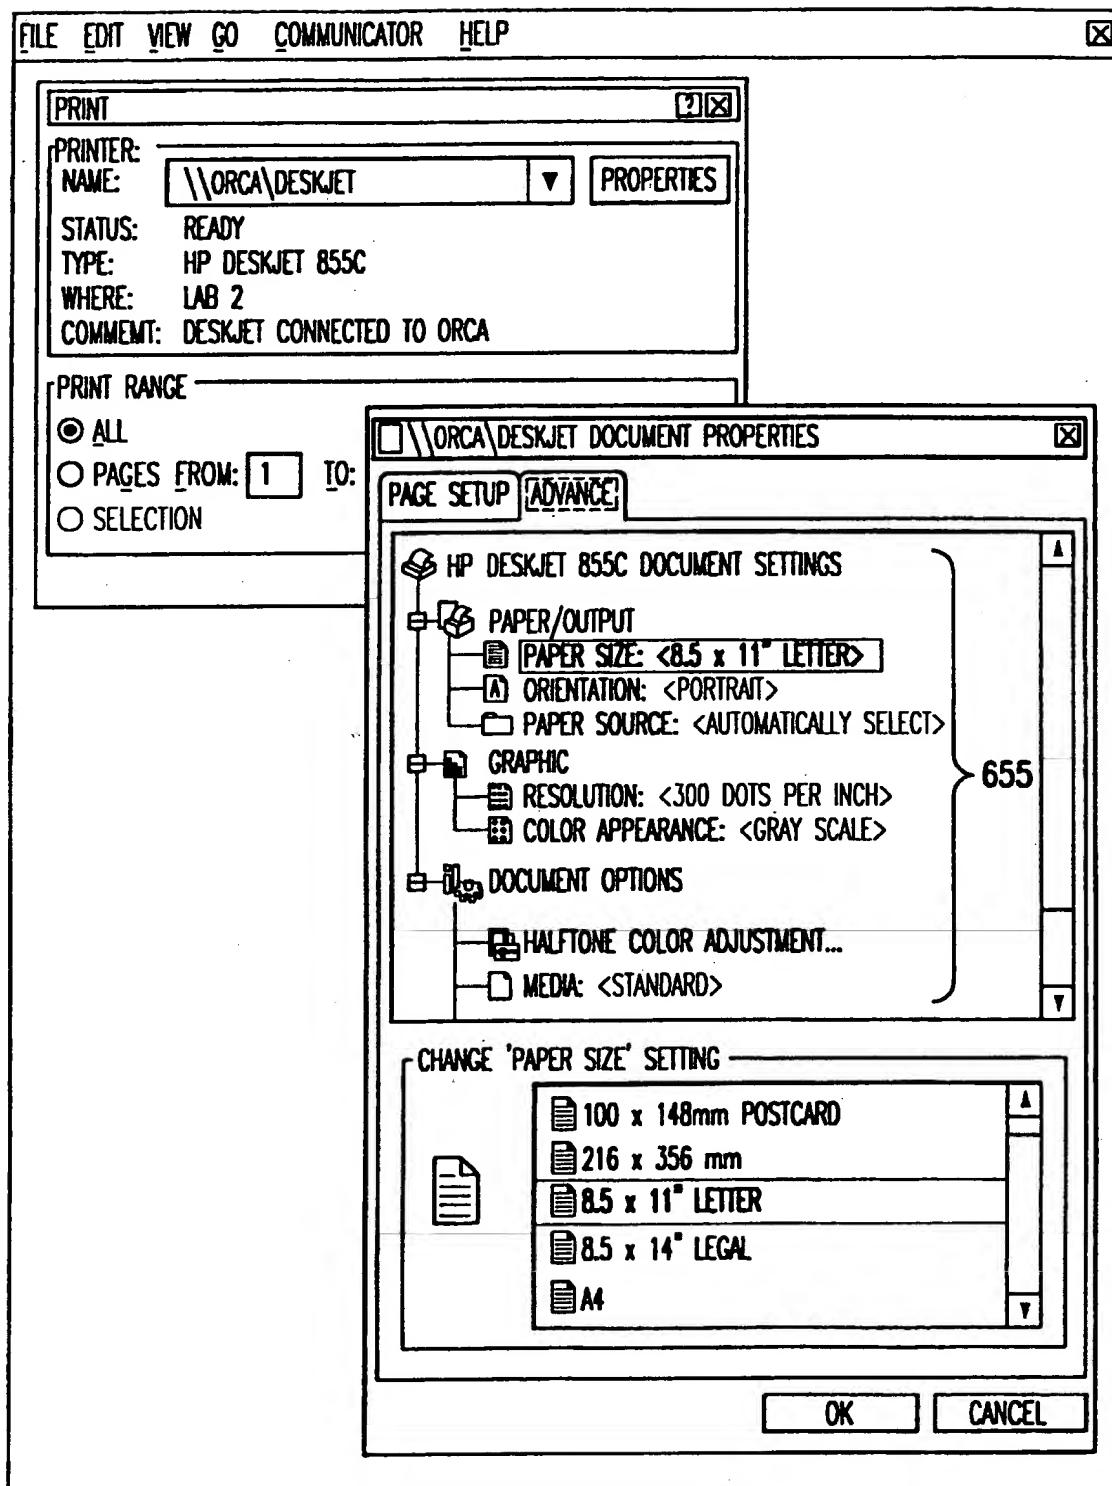 FILE EDIT VIEW GO COMMUNICATOR HELP
PRINT
PRINTER:
NAME: \\ORCA\DESKJET PROPERTIES
STATUS: READY
TYPE: HP DESKJET 855C
WHERE: LAB 2
COMMEMT: DESKJET CONNECTED TO ORCA
PRINT RANGE
ALL
PAGES FROM: 1 TO:
SELECTION
\\ORCA\DESKJET DOCUMENT PROPERTIES
PAGE SETUP ADVANCE
HP DESKJET 855C DOCUMENT SETTINGS
PAPER/OUTPUT
PAPER SIZE: <8.5 x 11" LETTER>
ORIENTATION: <PORTRAIT>
PAPER SOURCE: <AUTOMATICALLY SELECT>
GRAPHIC
655
RESOLUTION: <300 DOTS PER INCH>
COLOR APPEARANCE: <GRAY SCALE>
DOCUMENT OPTIONS
HALFTONE COLOR ADJUSTMENT...
MEDIA: <STANDARD>
CHANGE 'PAPER SIZE' SETTING
100 x 148mm POSTCARD
216 x 356 mm
8.5 x 11" LETTER
8.5 x 14" LEGAL
A4
OK CANCEL